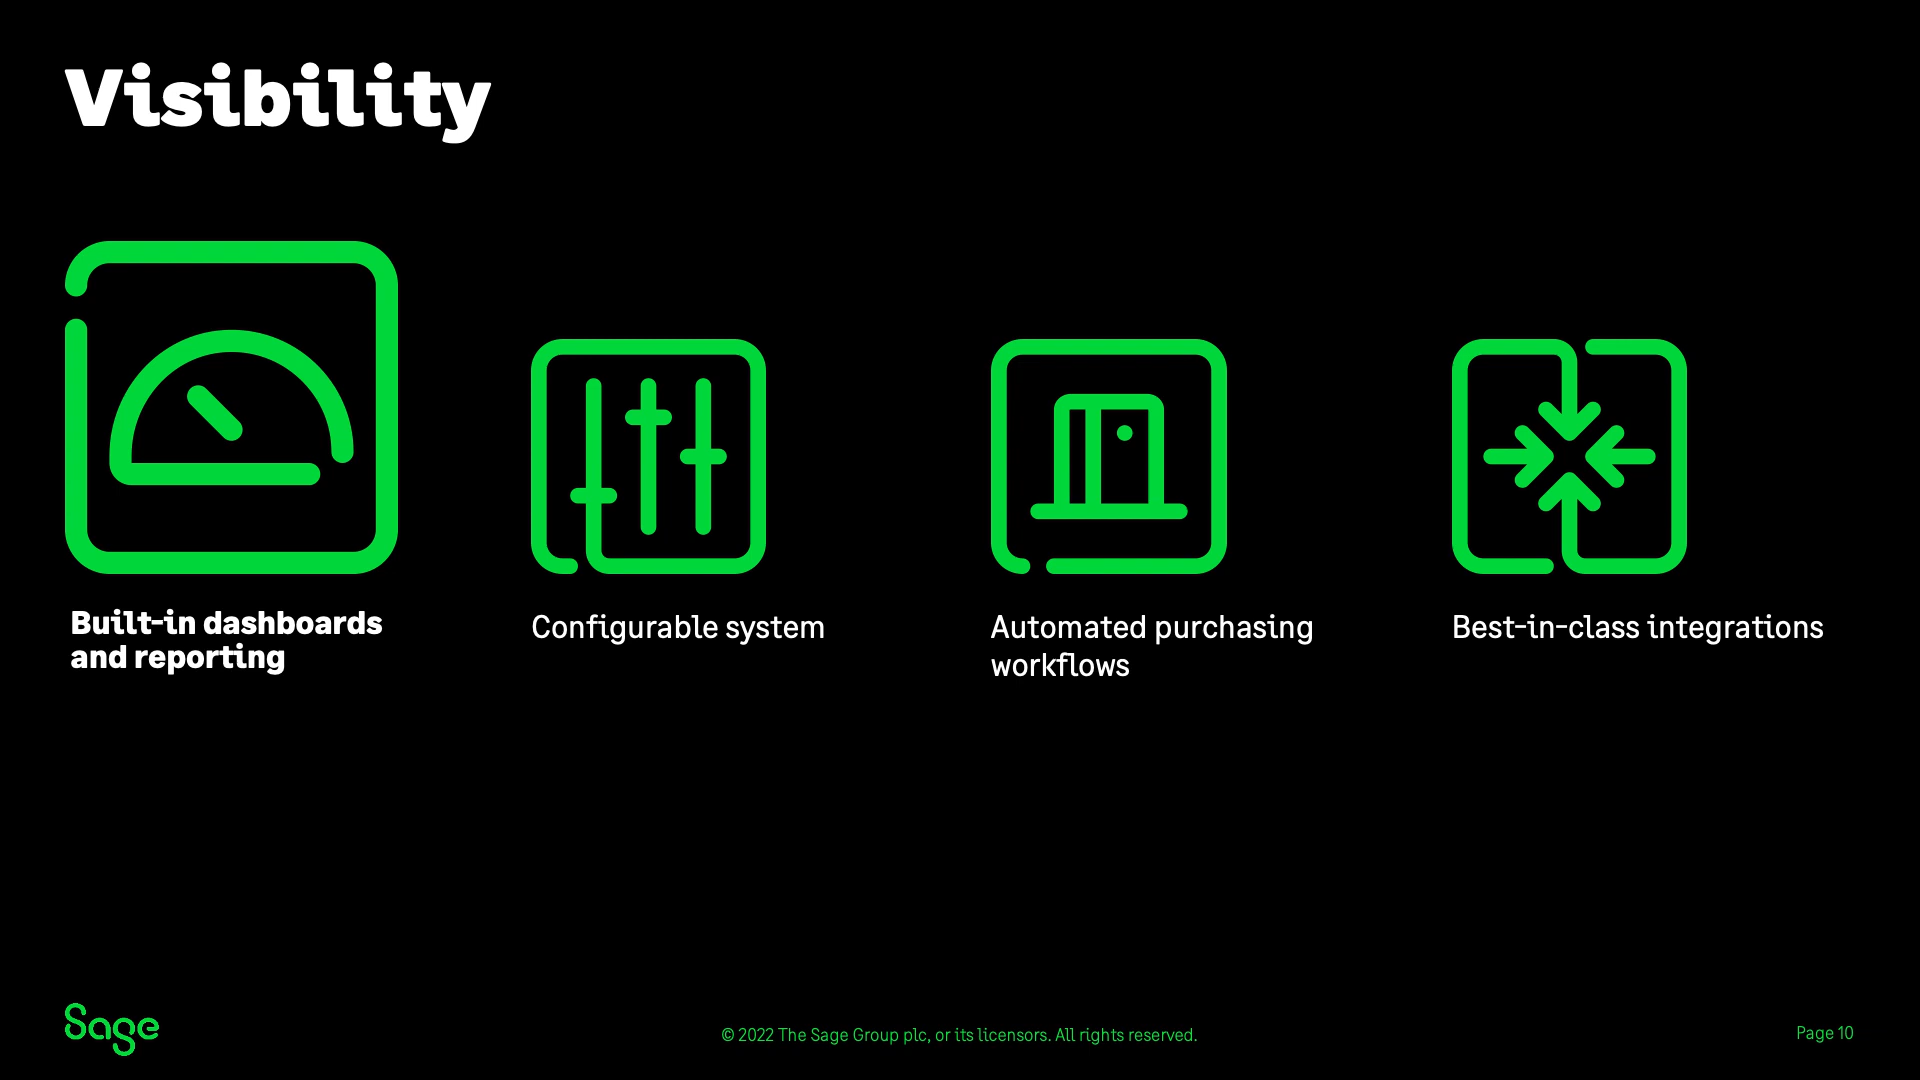 Visibility
Built-in dashboards
and reporting
Configurable system
Automated purchasing
workflows
Best-in-class integrations
Sage
© 2022 The Sage Group plc, or its licensors. All rights reserved.
Page 10